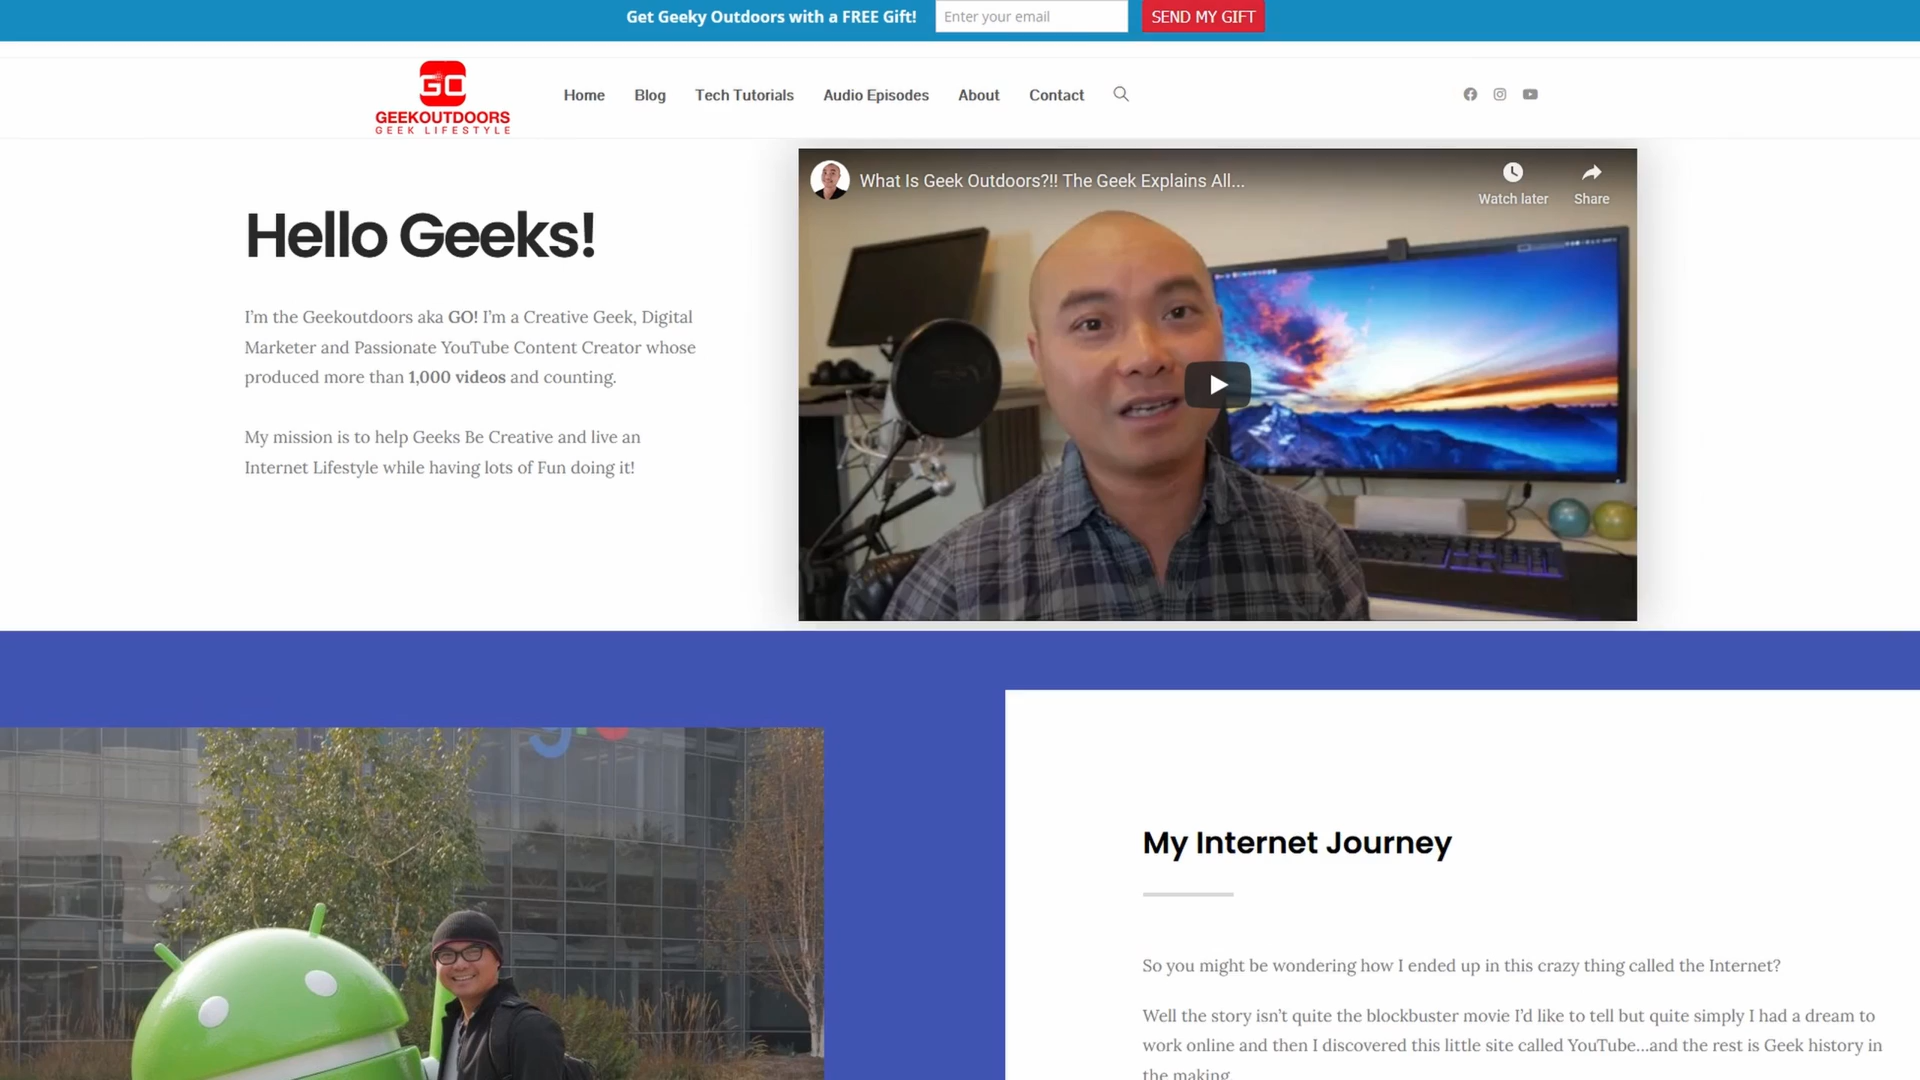 Get Geeky Outdoors with a FREE Gift!
Enter your email
SEND MY GIFT
GO
GEEKOUTDOORS
GEEK LIFESTYLE
Home
Blog
Tech Tutorials
Audio Episodes
About
Contact
What Is Geek Outdoors?!! The Geek Explains All...
Watch later
Share
Hello Geeks!
I'm the Geekoutdoors aka GO! I'm a Creative Geek, Digital
Marketer and Passionate YouTube Content Creator whose
produced more than 1,000 videos and counting.
My mission is to help Geeks Be Creative and live an
Internet Lifestyle while having lots of Fun doing it!
My Internet Journey
So you might be wondering how I ended up in this crazy thing called the Internet?
Well the story isn't quite the blockbuster movie I'd like to tell but quite simply I had a dream to
work online and then I discovered this little site called YouTube...and the rest is Geek history in
the making.